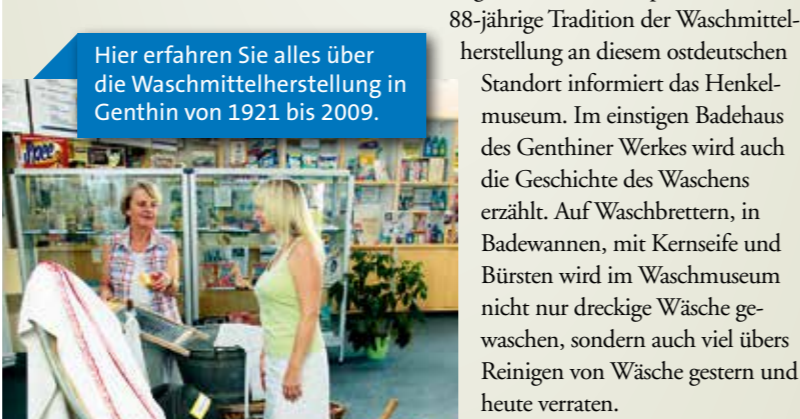 88-jährige Tradition der Waschmittel-
herstellung an diesem ostdeutschen
Standort informiert das Henkel-
museum. Im einstigen Badehaus
des Genthiner Werkes wird auch
die Geschichte des Waschens
erzählt. Auf Waschbrettern, in
Badewannen, mit Kernseife und
Bürsten wird im Waschmuseum
nicht nur dreckige Wäsche ge-
waschen, sondern auch viel übers
Reinigen von Wäsche gestern und
heute verraten.
Hier erfahren Sie alles über
die Waschmittelherstellung in
Genthin von 1921 bis 2009.
Spee